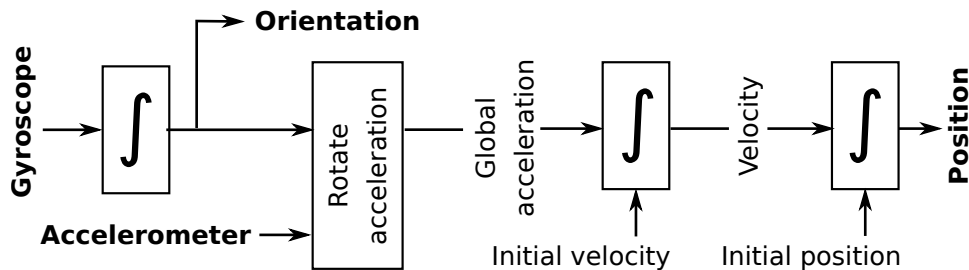 Orientation
Gyroscope
∫
Rotate
acceleration
Accelerometer
Global
acceleration
∫
Initial velocity
Velocity
∫
Initial position
Position